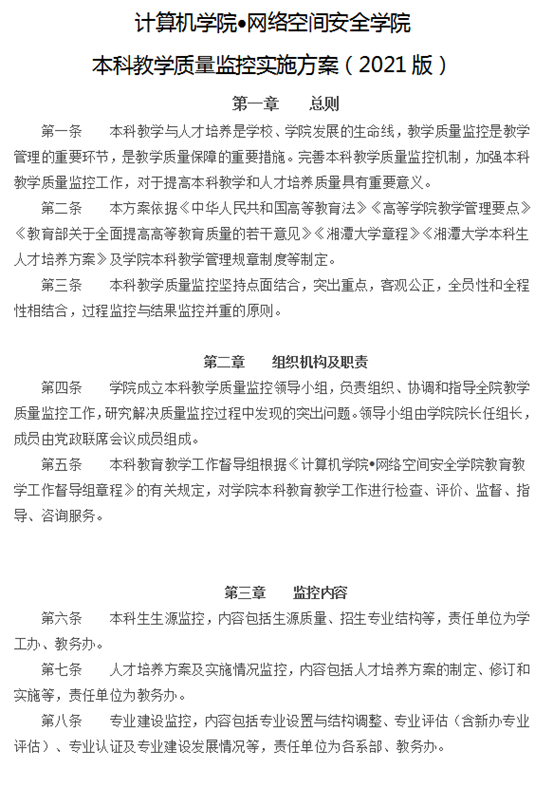 计算机学院•网络空间安全学院
本科教学质量监控实施方案（2021版）
第一章 总则
第一条 本科教学与人才培养是学校、学院发展的生命线，教学质量监控是教学
管理的重要环节，是教学质量保障的重要措施。完善本科教学质量监控机制，加强本科
教学质量监控工作，对于提高本科教学和人才培养质量具有重要意义。
第二条 本方案依据《中华人民共和国高等教育法》《高等学院教学管理要点》
《教育部关于全面提高高等教育质量的若干意见》《湘潭大学章程》《湘潭大学本科生
人才培养方案》及学院本科教学管理规章制度等制定。
第三条 本科教学质量监控坚持点面结合，突出重点，客观公正，全员性和全程
性相结合，过程监控与结果监控并重的原则。
第二章 组织机构及职责
第四条 学院成立本科教学质量监控领导小组，负责组织、协调和指导全院教学
质量监控工作，研究解决质量监控过程中发现的突出问题。领导小组由学院院长任组长，
成员由党政联席会议成员组成。
第五条 本科教育教学工作督导组根据《计算机学院•网络空间安全学院教育教
学工作督导组章程》的有关规定，对学院本科教育教学工作进行检查、评价、监督、指
导、咨询服务。
第三章 监控内容
第六条 本科生生源监控，内容包括生源质量、招生专业结构等，责任单位为学
工办、教务办。
第七条 人才培养方案及实施情况监控，内容包括人才培养方案的制定、修订和
实施等，责任单位为教务办。
第八条 专业建设监控，内容包括专业设置与结构调整、专业评估（含新办专业
评估）、专业认证及专业建设发展情况等，责任单位为各系部、教务办。